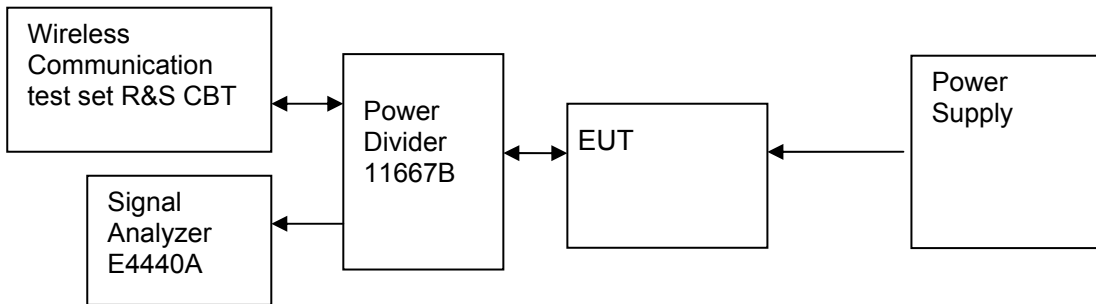 Wireless
Communication
test set R&S CBT
Power
Divider
11667B
EUT
Power
Supply
Signal
Analyzer
E4440A